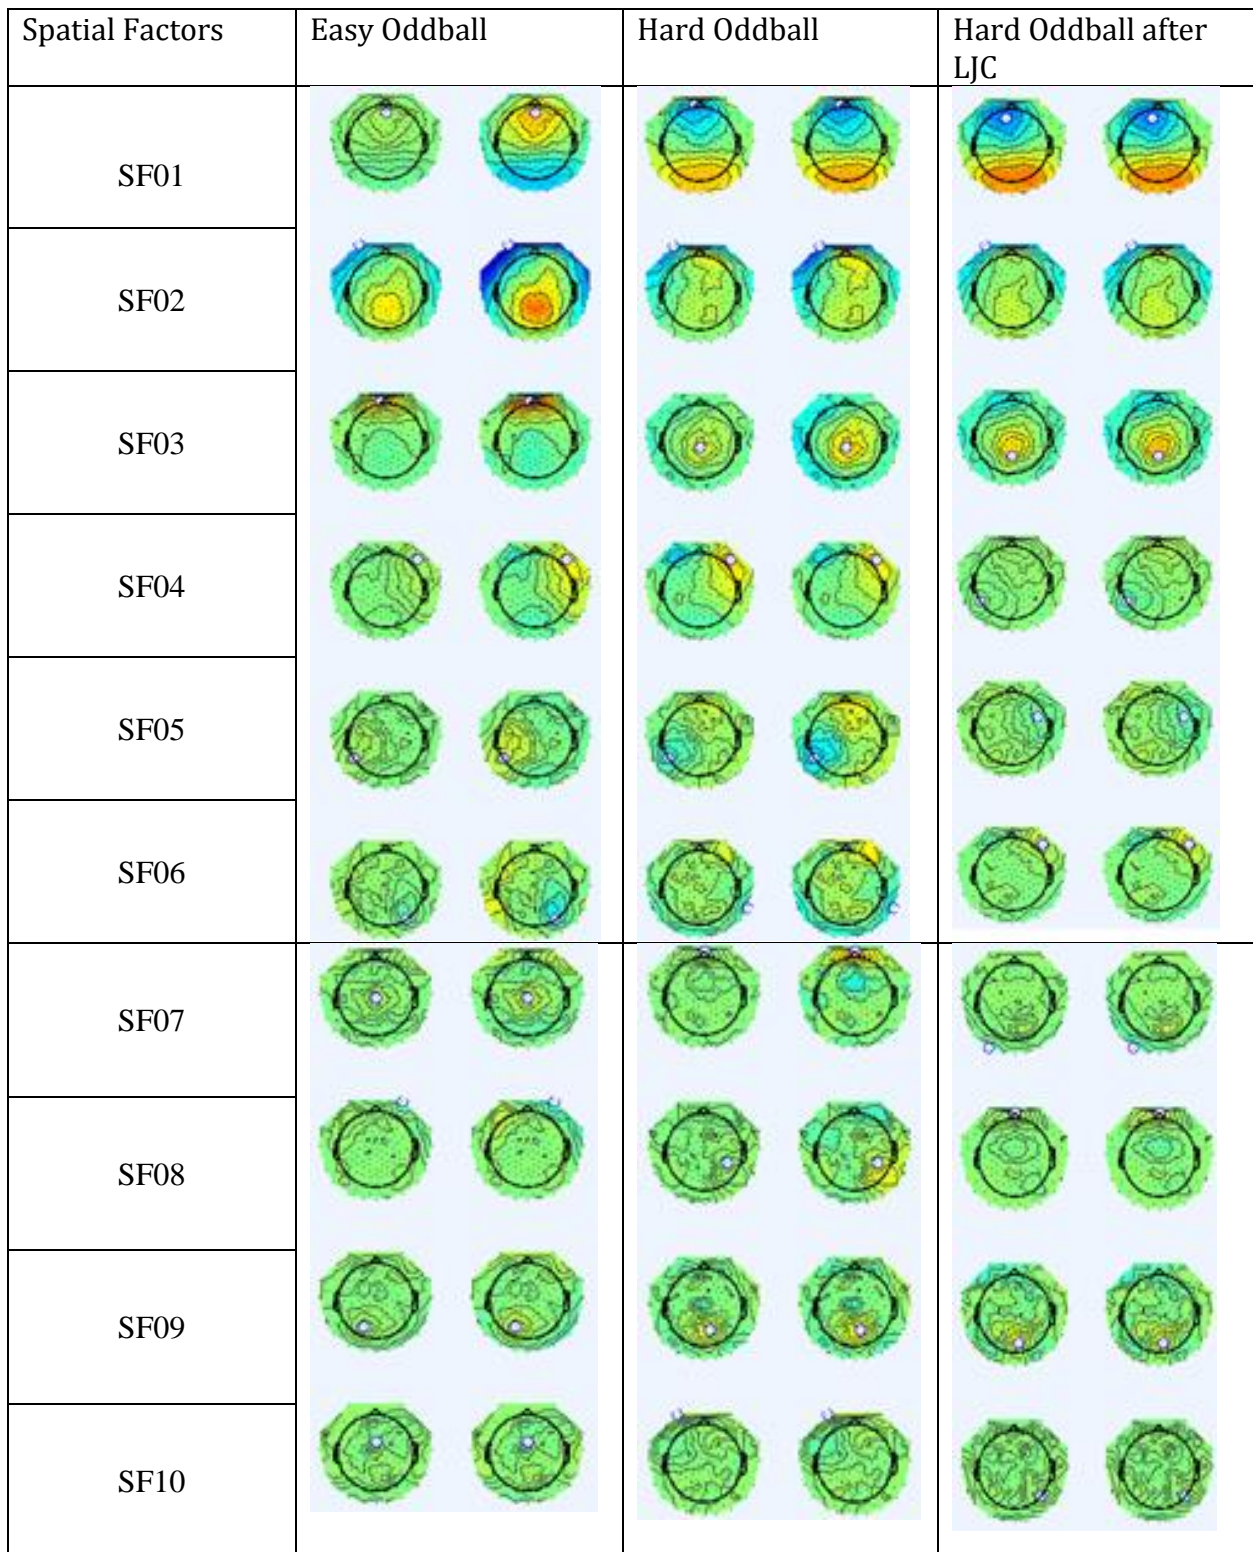 Spatial Factors
Easy Oddball
Hard Oddball
Hard Oddball after
LJC
SF01
SF02
SF03
SF04
SF05
SF06
SF07
SF08
SF09
SF10